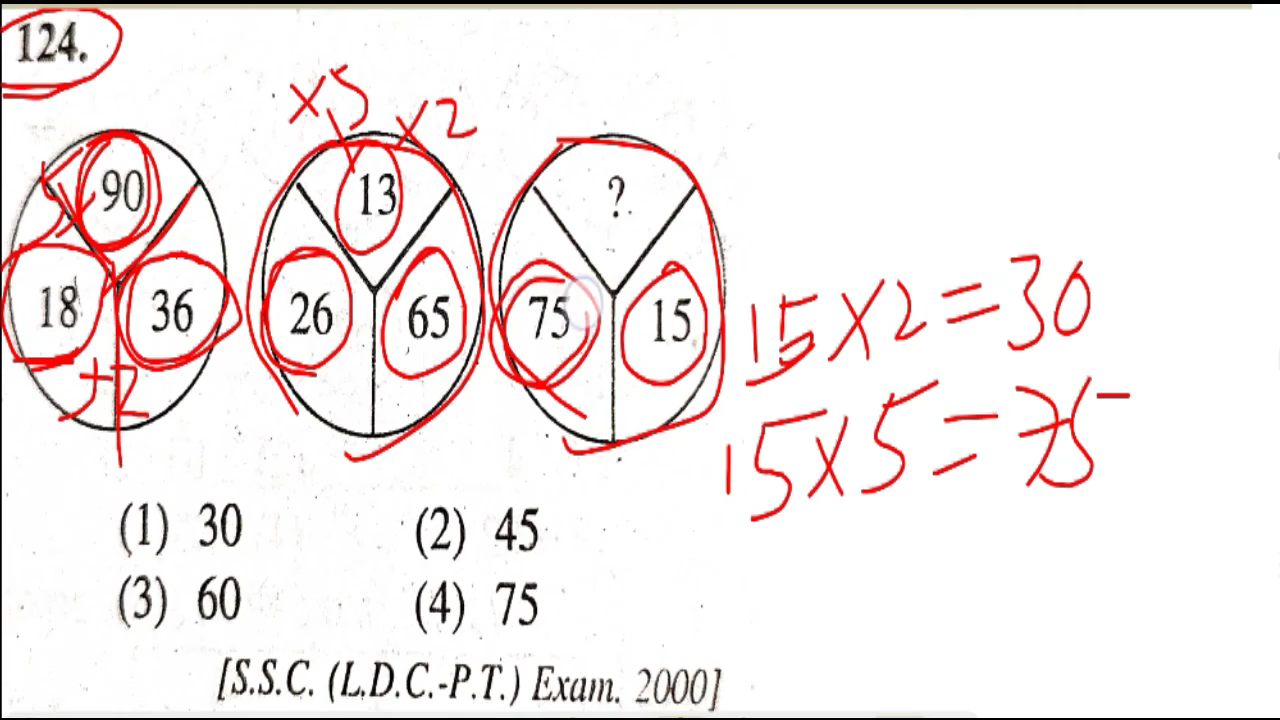 124.
×5 ×2
90 13 ?
5×
18 36 26 65 75 15
×2
15×2=30
15×5=75
(1) 30 (2) 45
(3) 60 (4) 75
[S.S.C. (L.D.C.-P.T.) Exam. 2000]